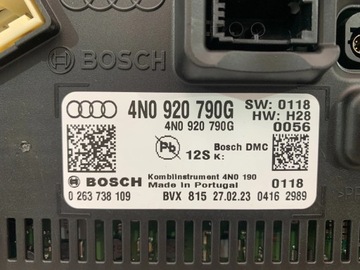 BOSCH
4N0 920 790G
SW: 0118
4N0 920 790G
HW: H28
0056
Pb
12S
Bosch DMC
K:
BOSCH
Kombiinstrument 4N0 190
Made in Portugal
0118
0 263 738 109
BVX 815
27.02.23
0416 2989